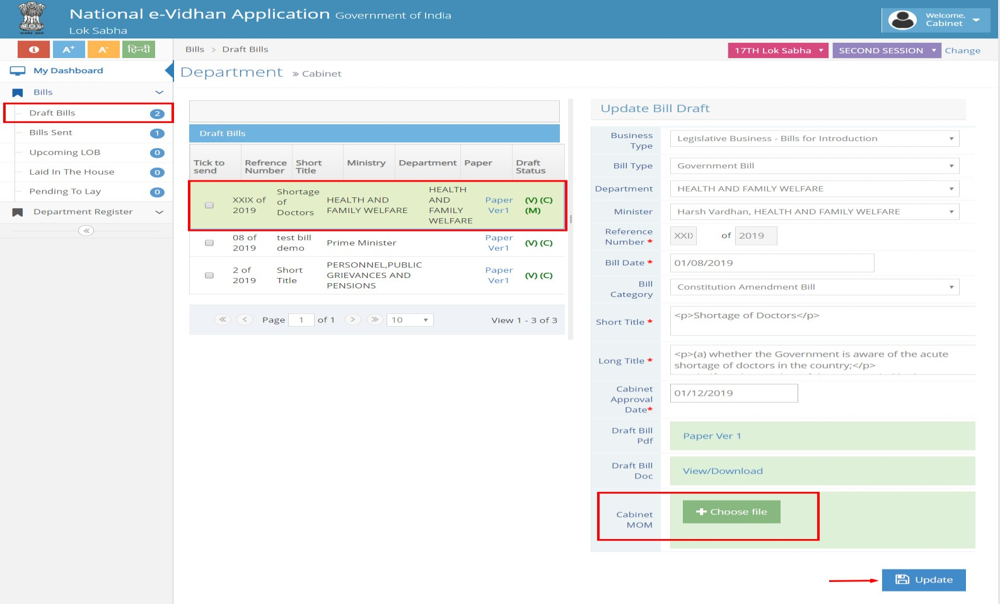 National e-Vidhan Application Government of India
Lok Sabha
Welcome,
Cabinet
A+
A-
हिन्दी
Bills > Draft Bills
17TH Lok Sabha
SECOND SESSION
Change
My Dashboard
Department » Cabinet
Bills
Draft Bills 2
Bills Sent 1
Upcoming LOB 0
Laid In The House 0
Pending To Lay 0
Department Register
Draft Bills
Tick to
send
Refrence
Number
Short
Title
Ministry
Department
Paper
Draft
Status
XXIX of
2019
Shortage
of
Doctors
HEALTH AND
FAMILY WELFARE
HEALTH
AND
FAMILY
WELFARE
Paper
Ver1
(V) (C)
(M)
08 of
2019
test bill
demo
Prime Minister
Paper
Ver1
(V) (C)
2 of
2019
Short
Title
PERSONNEL,PUBLIC
GRIEVANCES AND
PENSIONS
Paper
Ver1
(V) (C)
Page 1 of 1
10
View 1 - 3 of 3
Update Bill Draft
Business
Type
Legislative Business - Bills for Introduction
Bill Type
Government Bill
Department
HEALTH AND FAMILY WELFARE
Minister
Harsh Vardhan, HEALTH AND FAMILY WELFARE
Reference
Number *
of 2019
Bill Date *
01/08/2019
Bill
Category
Constitution Amendment Bill
Short Title *
<p>Shortage of Doctors</p>
Long Title *
<p>(a) whether the Government is aware of the acute
shortage of doctors in the country;</p>
Cabinet
Approval
Date*
01/12/2019
Draft Bill
Pdf
Paper Ver 1
Draft Bill
Doc
View/Download
Cabinet
MOM
Choose file
Update